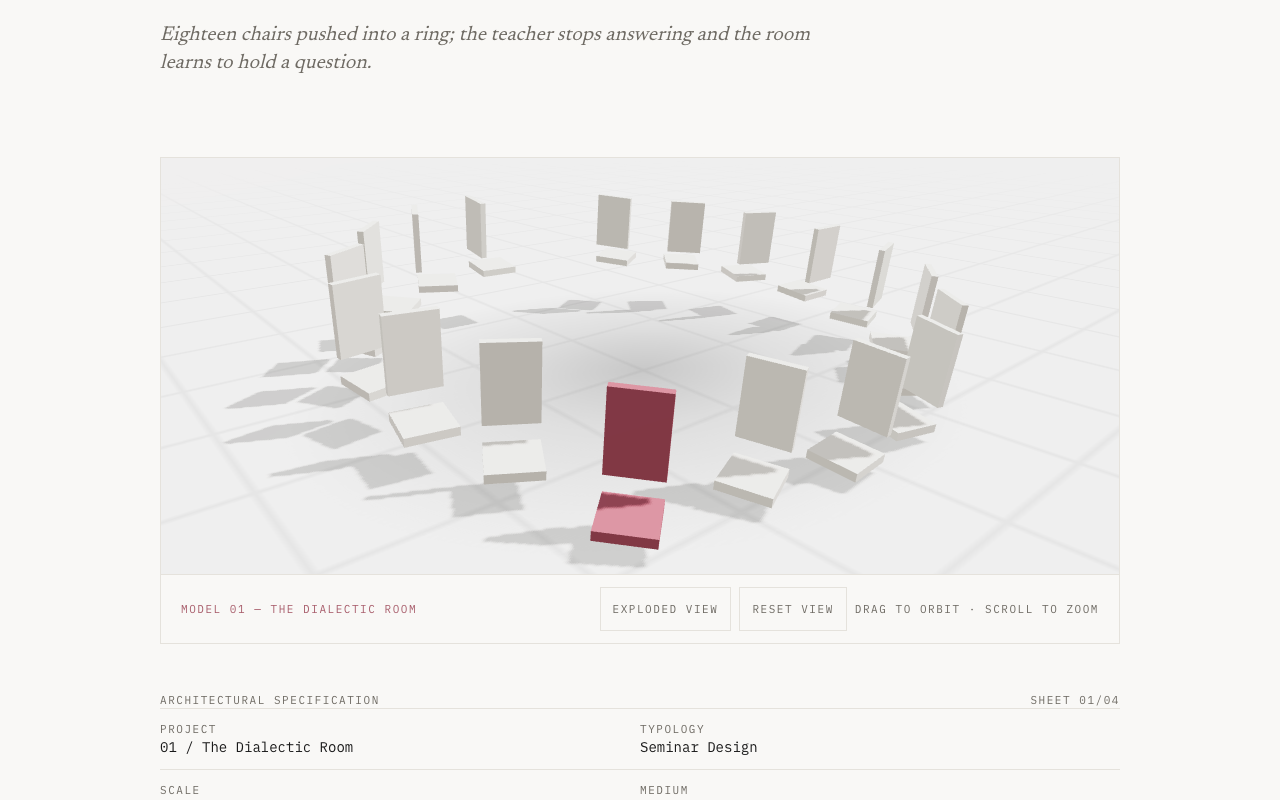 Eighteen chairs pushed into a ring; the teacher stops answering and the room
learns to hold a question.
MODEL 01 — THE DIALECTIC ROOM
EXPLODED VIEW
RESET VIEW
DRAG TO ORBIT · SCROLL TO ZOOM
ARCHITECTURAL SPECIFICATION
SHEET 01/04
PROJECT
01 / The Dialectic Room
TYPOLOGY
Seminar Design
SCALE
MEDIUM